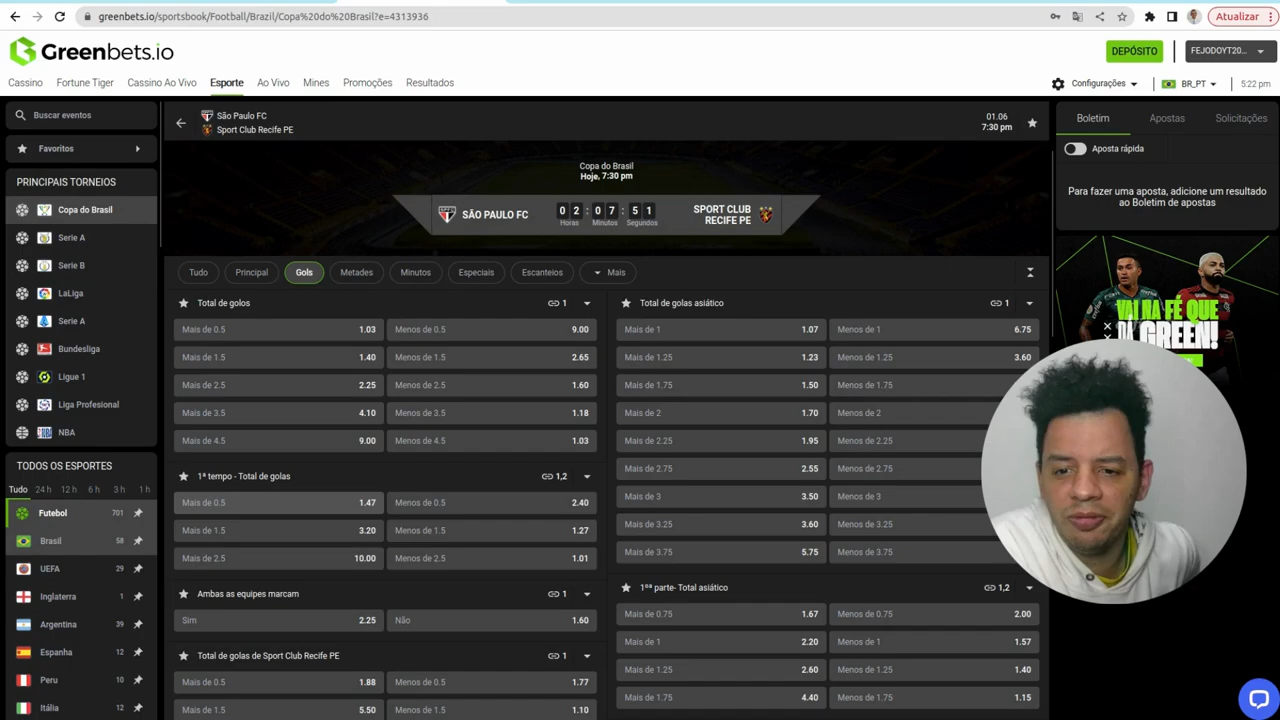 greenbets.io/sportsbook/Football/Brazil/Copa%20do%20Brasil?e=4313936
Atualizar
Greenbets.io
DEPÓSITO
FEJODOYT20...
Cassino
Fortune Tiger
Cassino Ao Vivo
Esporte
Ao Vivo
Mines
Promoções
Resultados
Configurações
BR_PT
5:22 pm
Buscar eventos
Favoritos
PRINCIPAIS TORNEIOS
Copa do Brasil
Serie A
Serie B
LaLiga
Serie A
Bundesliga
Ligue 1
Liga Profesional
NBA
TODOS OS ESPORTES
Tudo 24 h 12 h 6 h 3 h 1 h
Futebol 701
Brasil 58
UEFA 29
Inglaterra 1
Argentina 39
Espanha 12
Peru 10
Itália 12
São Paulo FC
Sport Club Recife PE
01.06
7:30 pm
Copa do Brasil
Hoje, 7:30 pm
SÃO PAULO FC
02:07:51
Horas Minutos Segundos
SPORT CLUB
RECIFE PE
Tudo
Principal
Gols
Metades
Minutos
Especiais
Escanteios
Mais
Total de golos 1
Mais de 0.5 1.03 Menos de 0.5 9.00
Mais de 1.5 1.40 Menos de 1.5 2.65
Mais de 2.5 2.25 Menos de 2.5 1.60
Mais de 3.5 4.10 Menos de 3.5 1.18
Mais de 4.5 9.00 Menos de 4.5 1.03
1ª tempo - Total de golas 1,2
Mais de 0.5 1.47 Menos de 0.5 2.40
Mais de 1.5 3.20 Menos de 1.5 1.27
Mais de 2.5 10.00 Menos de 2.5 1.01
Ambas as equipes marcam 1
Sim 2.25 Não 1.60
Total de golas de Sport Club Recife PE 1
Mais de 0.5 1.88 Menos de 0.5 1.77
Mais de 1.5 5.50 Menos de 1.5 1.10
Total de golas asiático 1
Mais de 1 1.07 Menos de 1 6.75
Mais de 1.25 1.23 Menos de 1.25 3.60
Mais de 1.75 1.50 Menos de 1.75
Mais de 2 1.70 Menos de 2
Mais de 2.25 1.95 Menos de 2.25
Mais de 2.75 2.55 Menos de 2.75
Mais de 3 3.50 Menos de 3
Mais de 3.25 3.60 Menos de 3.25
Mais de 3.75 5.75 Menos de 3.75
1ºª parte- Total asiático 1,2
Mais de 0.75 1.67 Menos de 0.75 2.00
Mais de 1 2.20 Menos de 1 1.57
Mais de 1.25 2.60 Menos de 1.25 1.40
Mais de 1.75 4.40 Menos de 1.75 1.15
Boletim
Apostas
Solicitações
Aposta rápida
Para fazer uma aposta, adicione um resultado
ao Boletim de apostas
VAI NA FÉ QUE
DÁ GREEN!